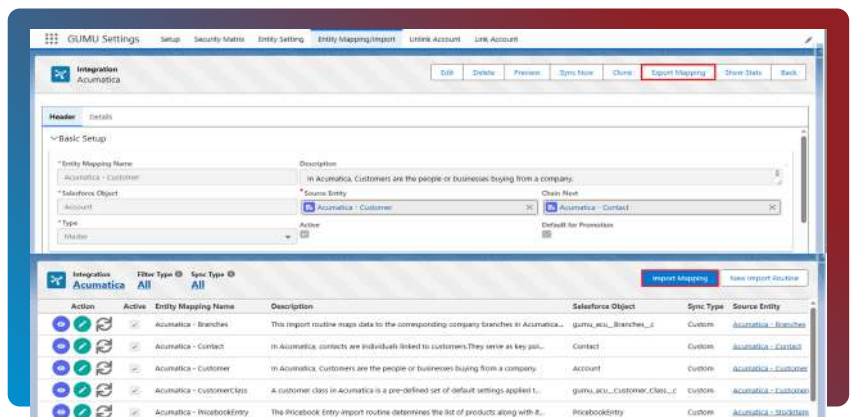 GUMU Settings Setup Security Matrix Entity Setting Entity Mapping/Import Unlink Account Link Account
Integration
Acumatica
Edit Delete Preview Sync Now Clone Export Mapping Show Stats Back
Header Details
Basic Setup
*Entity Mapping Name Description
Acumatica - Customer In Acumatica, Customers are the people or businesses buying from a company.
*Salesforce Object *Source Entity Chain Next
Account Acumatica - Customer Acumatica - Contact
*Type Active Default for Promotion
Master
Integration Filter Type Sync Type
Acumatica All All
Import Mapping New Import Routine
Action Active Entity Mapping Name Description Salesforce Object Sync Type Source Entity
Acumatica - Branches This import routine maps data to the corresponding company branches in Acumatica... gumu_acu__Branches__c Custom Acumatica - Branches
Acumatica - Contact In Acumatica, contacts are individuals linked to customers.They serve as key poi... Contact Custom Acumatica - Contact
Acumatica - Customer In Acumatica, Customers are the people or businesses buying from a company. Account Custom Acumatica - Customer
Acumatica - CustomerClass A customer class in Acumatica is a pre-defined set of default settings applied t... gumu_acu__Customer_Class__c Custom Acumatica - Customer
Acumatica - PricebookEntry The Pricebook Entry import routine determines the list of products along with it... PricebookEntry Custom Acumatica - StockItem